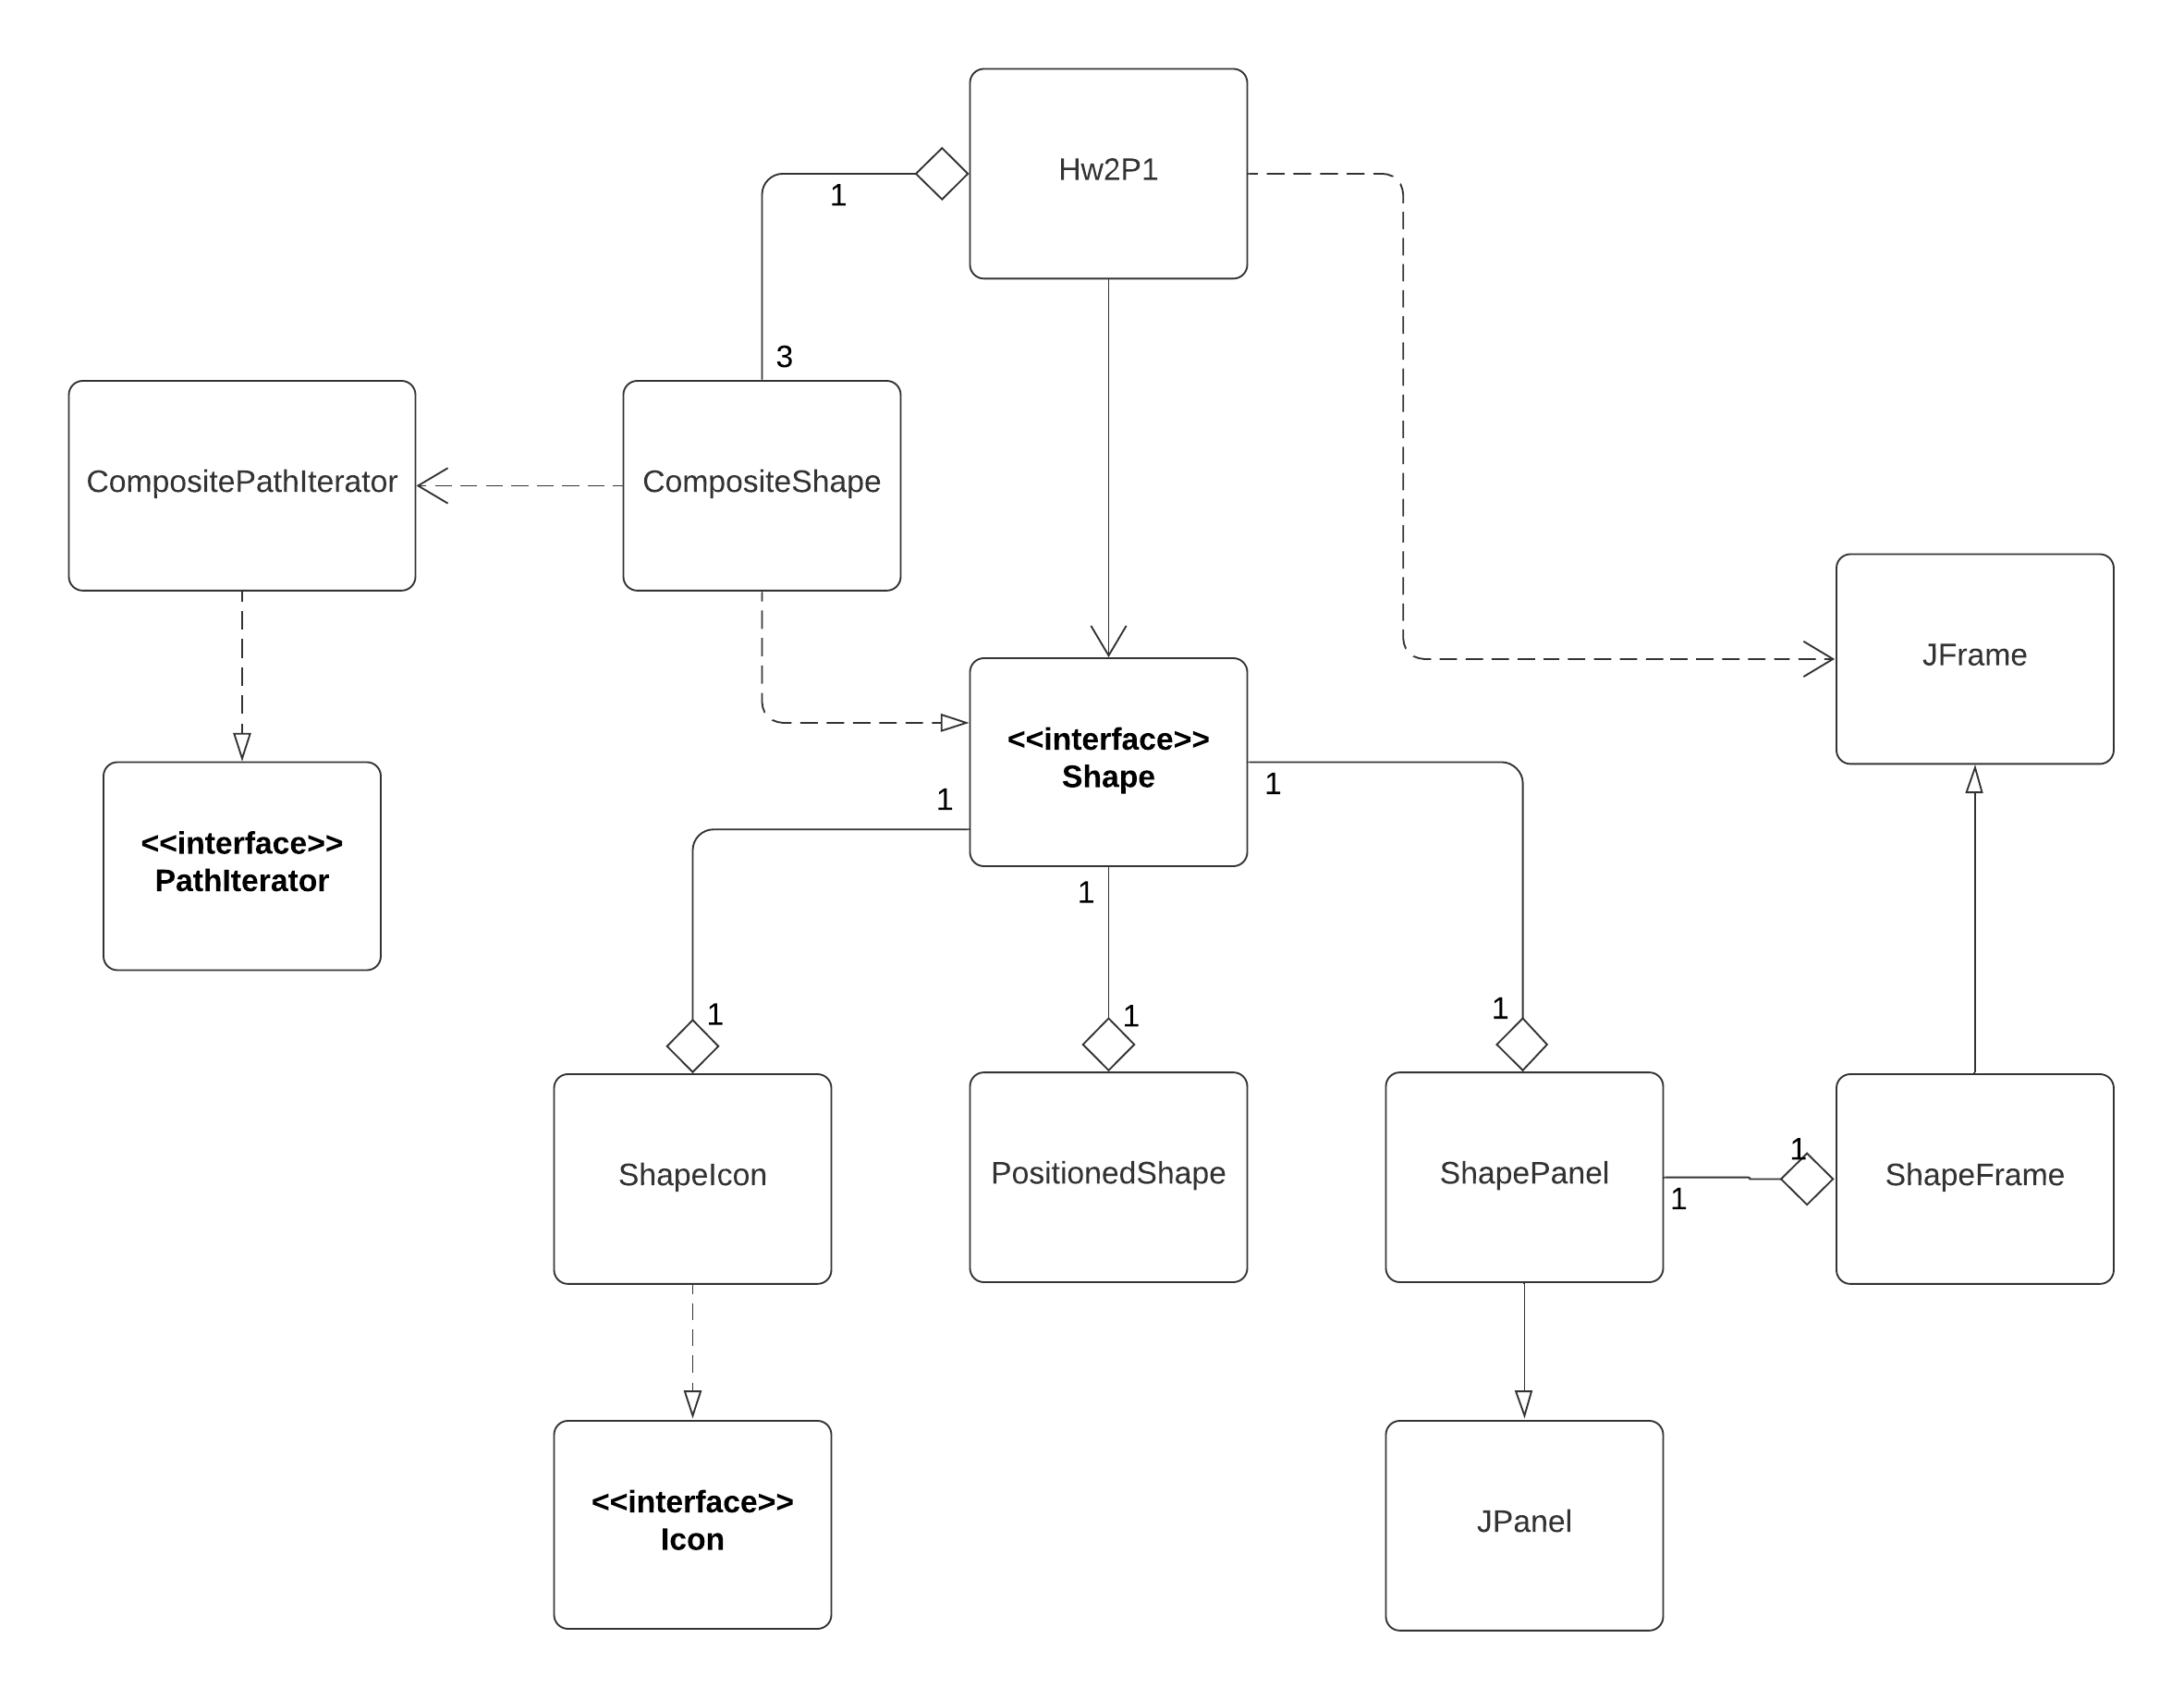 Hw2P1
1
3
CompositePathIterator
CompositeShape
JFrame
<<interface>>
Shape
1
1
<<interface>>
PathIterator
1
1
1
1
ShapeIcon
PositionedShape
ShapePanel
1
1
ShapeFrame
<<interface>>
Icon
JPanel